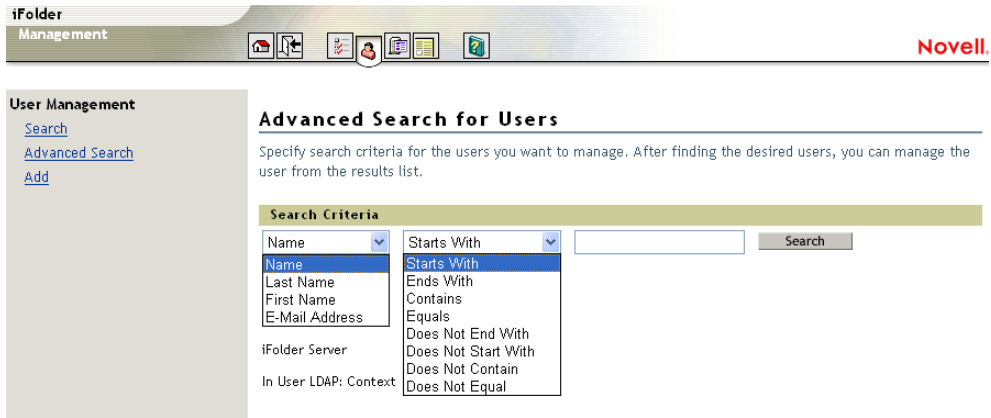 iFolder
Management
Novell.
User Management
Search
Advanced Search
Add
Advanced Search for Users
Specify search criteria for the users you want to manage. After finding the desired users, you can manage the
user from the results list.
Search Criteria
Name
Starts With
Search
Name
Last Name
First Name
E-Mail Address
Starts With
Ends With
Contains
Equals
Does Not End With
Does Not Start With
Does Not Contain
Does Not Equal
iFolder Server
In User LDAP: Context